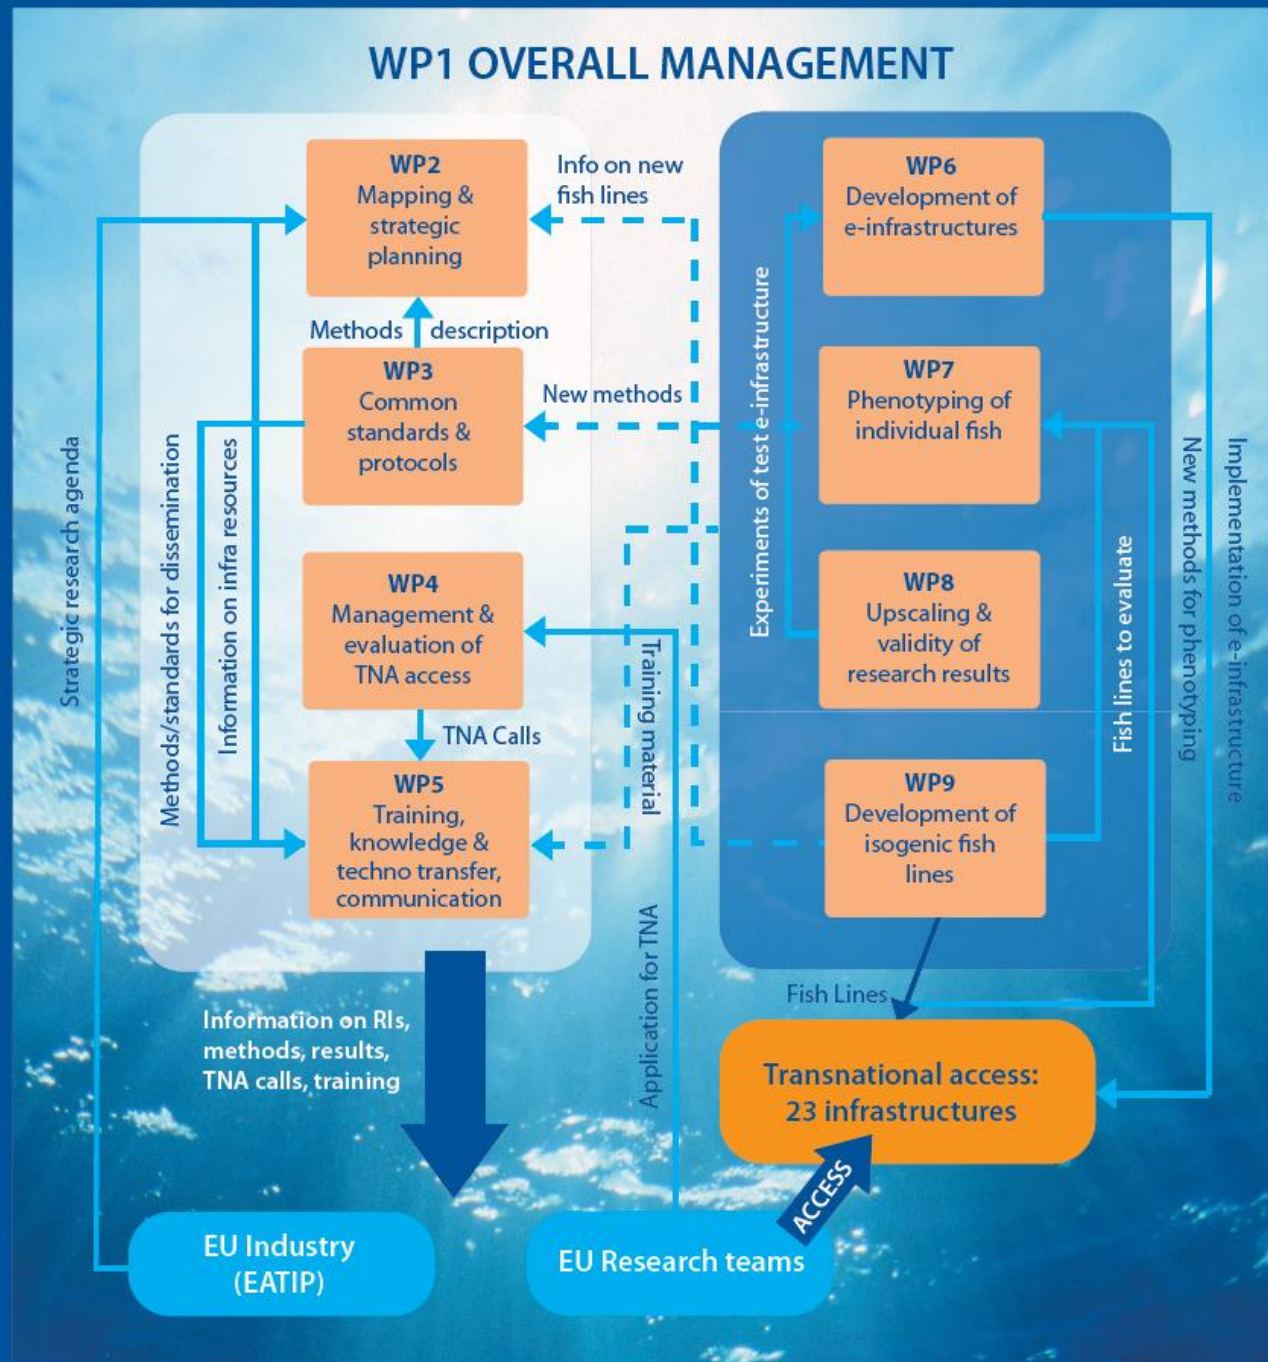 WP1 OVERALL MANAGEMENT
WP2
Mapping &
strategic
planning
Info on new
fish lines
Methods description
WP3
Common
standards &
protocols
New methods
WP4
Management &
evaluation of
TNA access
TNA Calls
WP5
Training,
knowledge &
techno transfer,
communication
Strategic research agenda
Methods/standards for dissemination
Information on infra resources
Training material
Application for TNA
Experiments of test e-infrastructure
WP6
Development of
e-infrastructures
WP7
Phenotyping of
individual fish
WP8
Upscaling &
validity of
research results
WP9
Development of
isogenic fish
lines
Fish lines to evaluate
New methods for phenotyping
Implementation of e-infrastructure
Fish Lines
Information on RIs,
methods, results,
TNA calls, training
Transnational access:
23 infrastructures
ACCESS
EU Industry
(EATIP)
EU Research teams